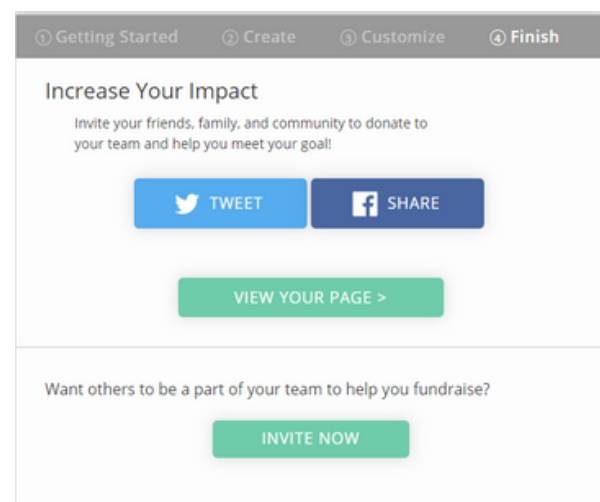 ① Getting Started ② Create ③ Customize ④ Finish
Increase Your Impact
Invite your friends, family, and community to donate to
your team and help you meet your goal!
TWEET SHARE
VIEW YOUR PAGE >
Want others to be a part of your team to help you fundraise?
INVITE NOW